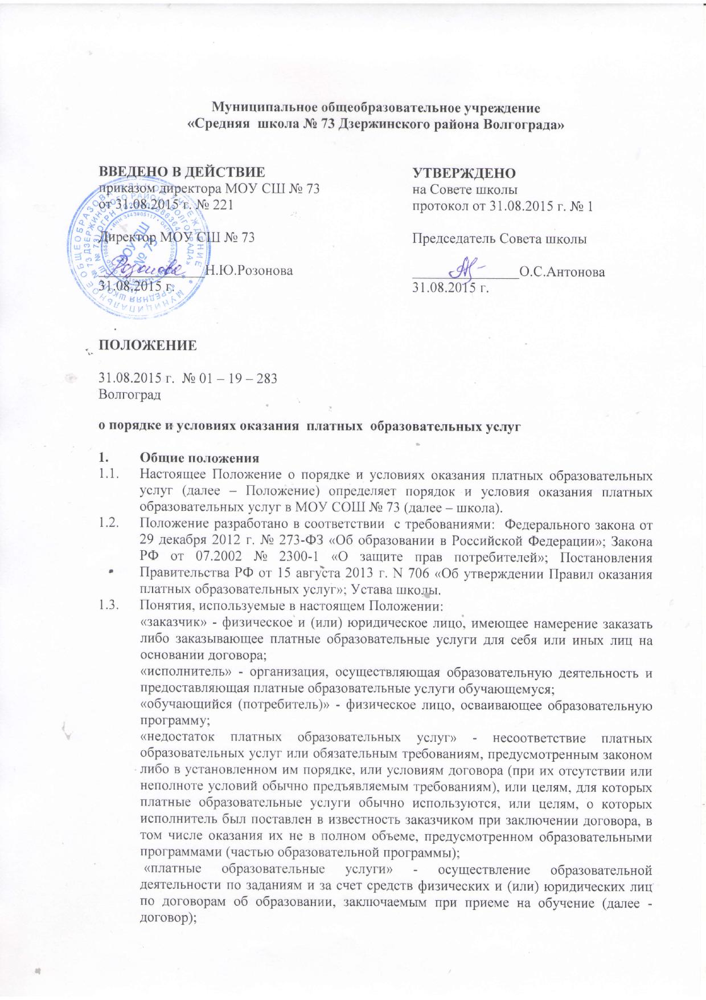 Муниципальное общеобразовательное учреждение
«Средняя школа № 73 Дзержинского района Волгограда»
ВВЕДЕНО В ДЕЙСТВИЕ
приказом директора МОУ СШ № 73
от 31.08.2015 г. № 221
Директор МОУ СШ № 73
Н.Ю.Розонова
31.08.2015 г.
УТВЕРЖДЕНО
на Совете школы
протокол от 31.08.2015 г. № 1
Председатель Совета школы
О.С.Антонова
31.08.2015 г.
МОУ СШ
№ 73
ПОЛОЖЕНИЕ
31.08.2015 г. № 01 – 19 – 283
Волгоград
о порядке и условиях оказания платных образовательных услуг
1. Общие положения
1.1. Настоящее Положение о порядке и условиях оказания платных образовательных
услуг (далее – Положение) определяет порядок и условия оказания платных
образовательных услуг в МОУ СОШ № 73 (далее – школа).
1.2. Положение разработано в соответствии с требованиями: Федерального закона от
29 декабря 2012 г. № 273-ФЗ «Об образовании в Российской Федерации»; Закона
РФ от 07.2002 № 2300-1 «О защите прав потребителей»; Постановления
Правительства РФ от 15 августа 2013 г. N 706 «Об утверждении Правил оказания
платных образовательных услуг»; Устава школы.
1.3. Понятия, используемые в настоящем Положении:
«заказчик» - физическое и (или) юридическое лицо, имеющее намерение заказать
либо заказывающее платные образовательные услуги для себя или иных лиц на
основании договора;
«исполнитель» - организация, осуществляющая образовательную деятельность и
предоставляющая платные образовательные услуги обучающемуся;
«обучающийся (потребитель)» - физическое лицо, осваивающее образовательную
программу;
«недостаток платных образовательных услуг» - несоответствие платных
образовательных услуг или обязательным требованиям, предусмотренным законом
либо в установленном им порядке, или условиям договора (при их отсутствии или
неполноте условий обычно предъявляемым требованиям), или целям, для которых
платные образовательные услуги обычно используются, или целям, о которых
исполнитель был поставлен в известность заказчиком при заключении договора, в
том числе оказания их не в полном объеме, предусмотренном образовательными
программами (частью образовательной программы);
«платные образовательные услуги» - осуществление образовательной
деятельности по заданиям и за счет средств физических и (или) юридических лиц
по договорам об образовании, заключаемым при приеме на обучение (далее -
договор);